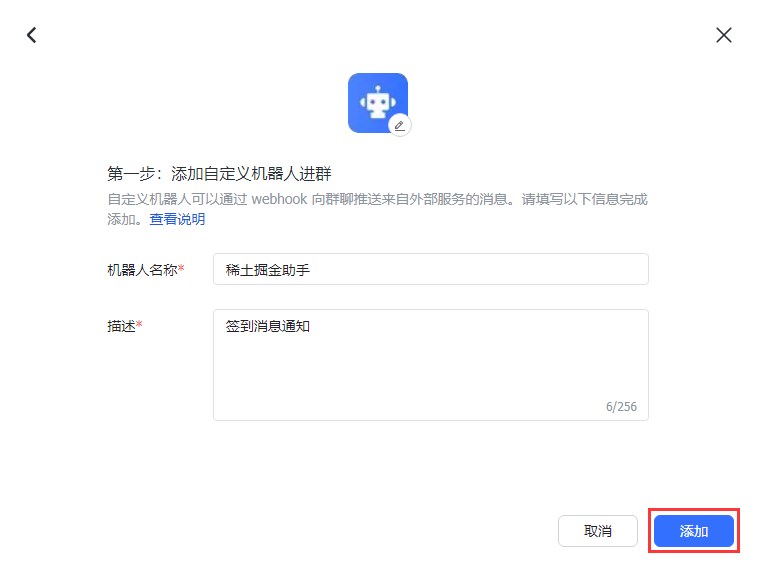 第一步：添加自定义机器人进群
自定义机器人可以通过 webhook 向群聊推送来自外部服务的消息。请填写以下信息完成
添加。查看说明
机器人名称* 稀土掘金助手
描述* 签到消息通知
6/256
取消 添加